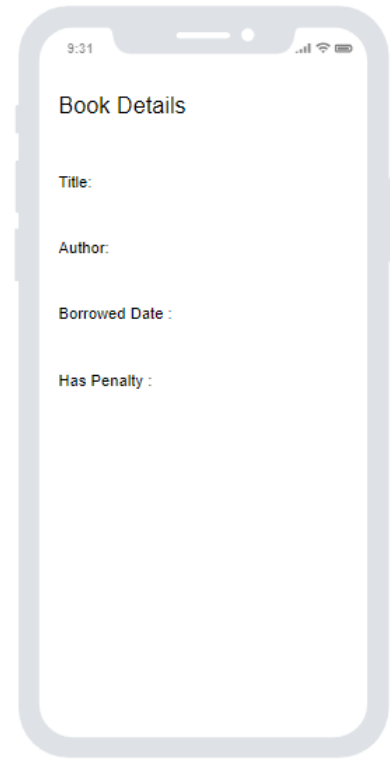 9:31
Book Details
Title:
Author:
Borrowed Date :
Has Penalty :